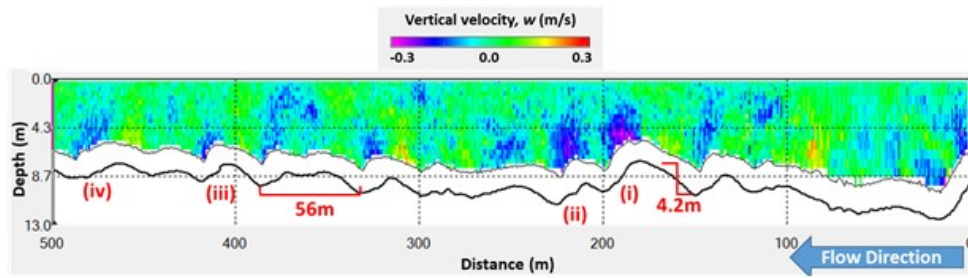 Vertical velocity, w (m/s)
-0.3 0.0 0.3
Depth (m)
0.0
4.3
8.7
13.0
(iv)
(iii)
56m
(ii)
(i)
4.2m
500 400 300 200 100
Distance (m)
Flow Direction